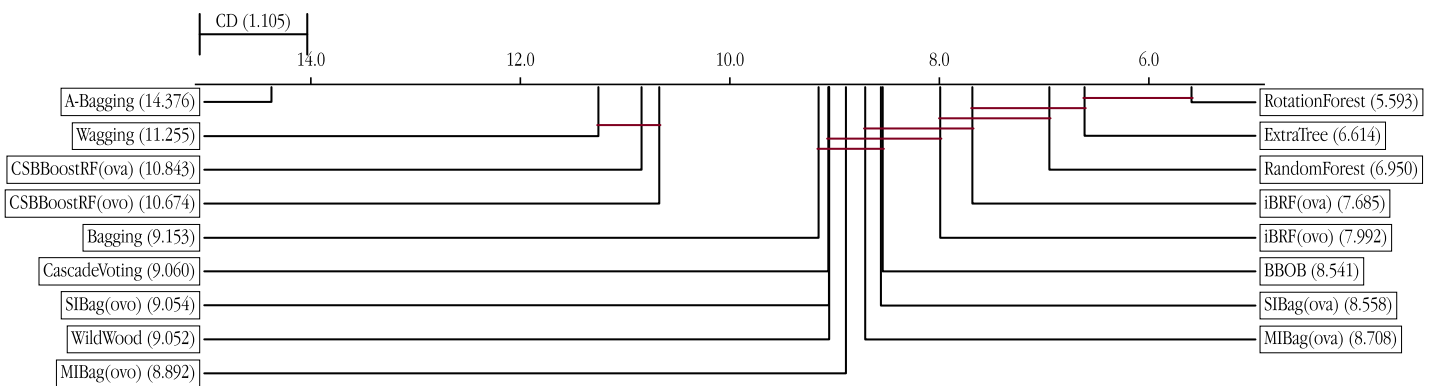 CD (1.105)
14.0 12.0 10.0 8.0 6.0
A-Bagging (14.376)
Wagging (11.255)
CSBBoostRF(ova) (10.843)
CSBBoostRF(ovo) (10.674)
Bagging (9.153)
CascadeVoting (9.060)
SIBag(ovo) (9.054)
WildWood (9.052)
MIBag(ovo) (8.892)
RotationForest (5.593)
ExtraTree (6.614)
RandomForest (6.950)
iBRF(ova) (7.685)
iBRF(ovo) (7.992)
BBOB (8.541)
SIBag(ova) (8.558)
MIBag(ova) (8.708)